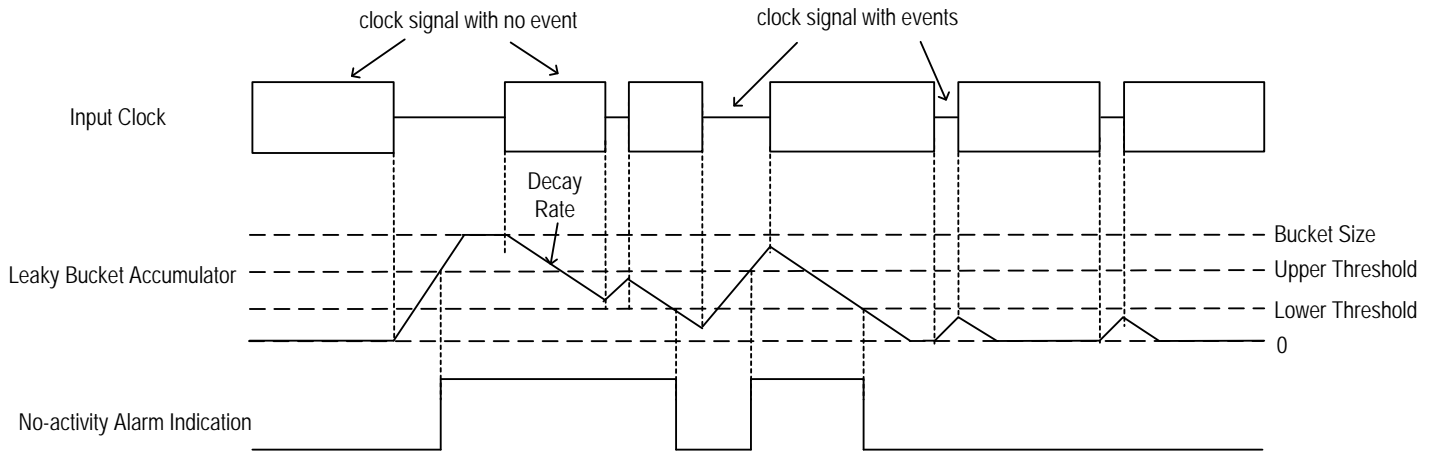 clock signal with no event
clock signal with events
Input Clock
Decay
Rate
Bucket Size
Leaky Bucket Accumulator
Upper Threshold
Lower Threshold
0
No-activity Alarm Indication